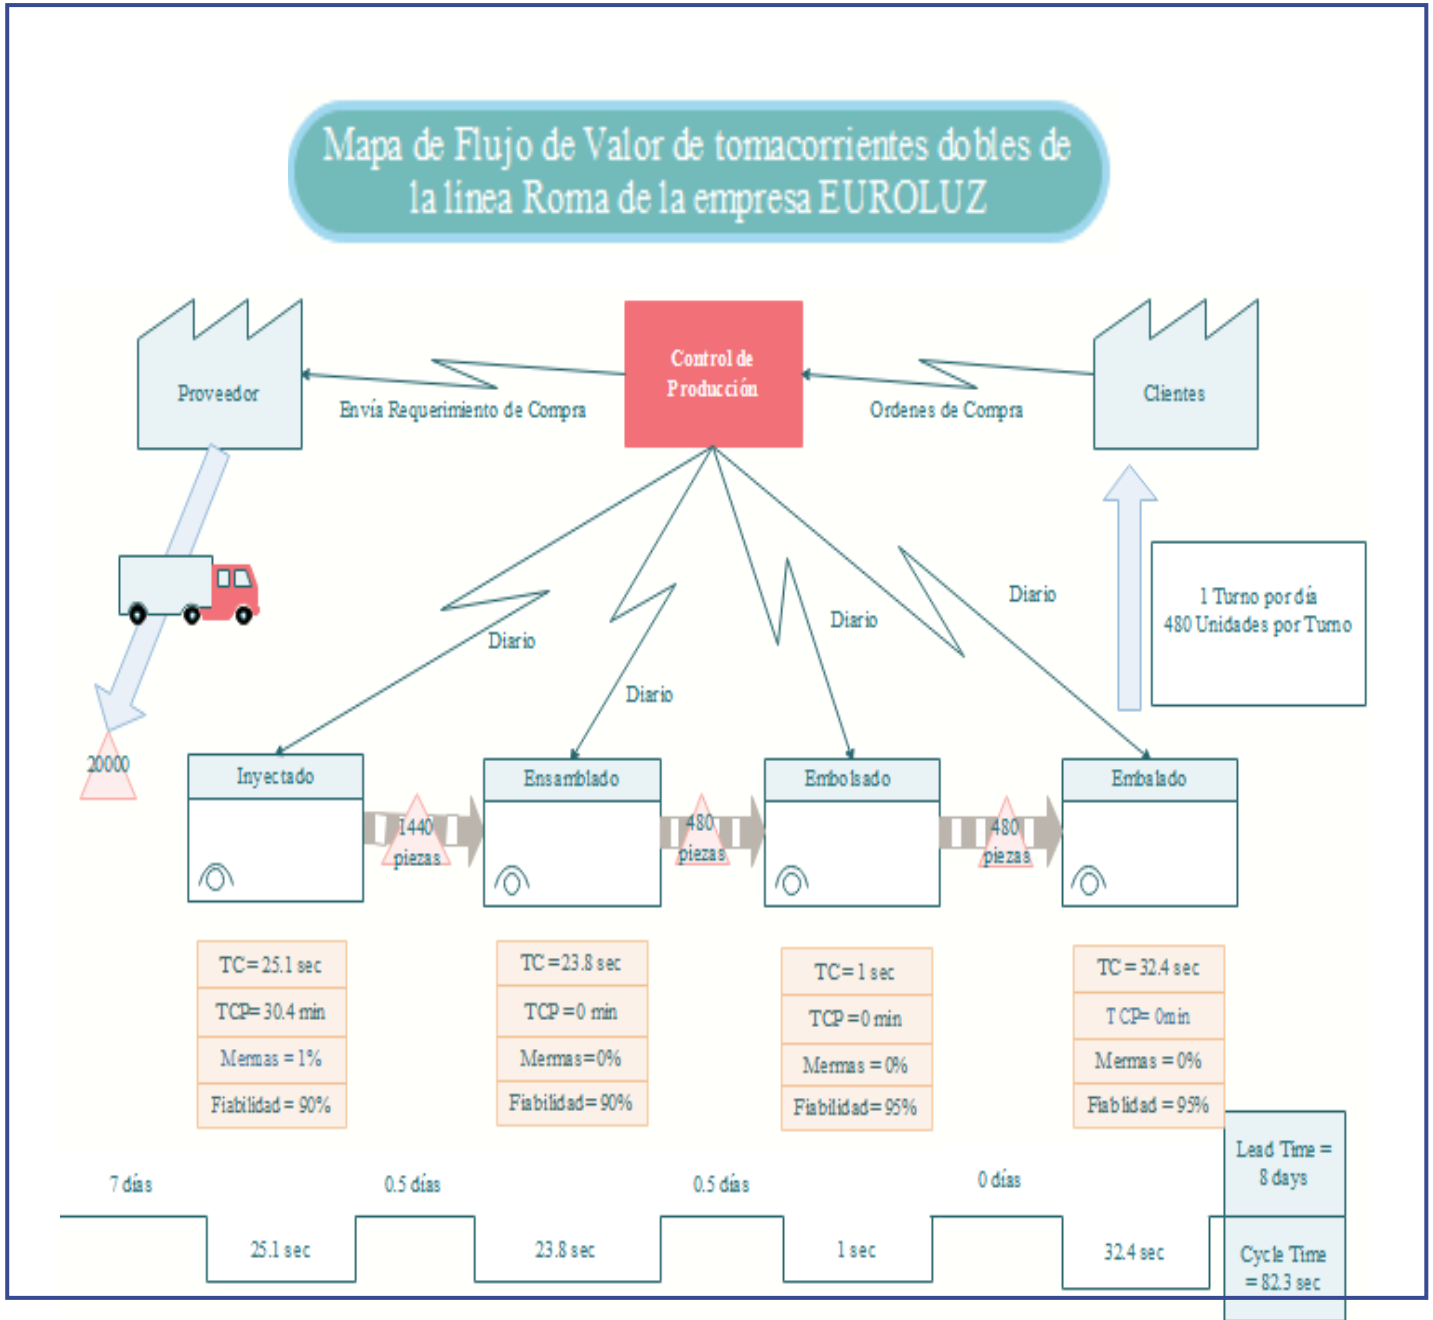 Mapa de Flujo de Valor de tomacorrientes dobles de
la línea Roma de la empresa EUROLUZ
Proveedor
Envía Requerimiento de Compra
Control de
Producción
Ordenes de Compra
Clientes
1 Turno por día
480 Unidades por Turno
Diario
Diario
Diario
Diario
20000
Inyectado
1440
piezas
Ensamblado
480
piezas
Embolsado
480
piezas
Embalado
TC = 25.1 sec
TCP= 30.4 min
Mermas = 1%
Fiabilidad = 90%
TC = 23.8 sec
TCP = 0 min
Mermas = 0%
Fiabilidad = 90%
TC = 1 sec
TCP = 0 min
Mermas = 0%
Fiabilidad = 95%
TC = 32.4 sec
TCP= 0min
Mermas = 0%
Fiablidad = 95%
7 días
0.5 días
0.5 días
0 días
Lead Time =
8 days
25.1 sec
23.8 sec
1 sec
32.4 sec
Cycle Time
= 82.3 sec